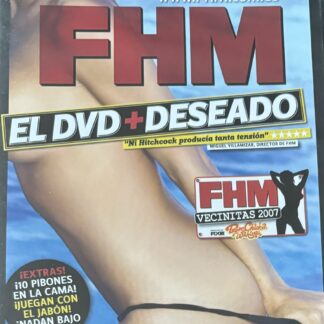 FHM
EL DVD + DESEADO
"Ni Hitchcock producía tanta tensión" ★★★★★
MIGUEL VILLAMIZAR, DIRECTOR DE FHM
FHM
VECINITAS 2007
¡EXTRAS!
¡10 PIBONES
EN LA CAMA!
¡JUEGAN CON
EL JABÓN!
¡NADAN BAJO